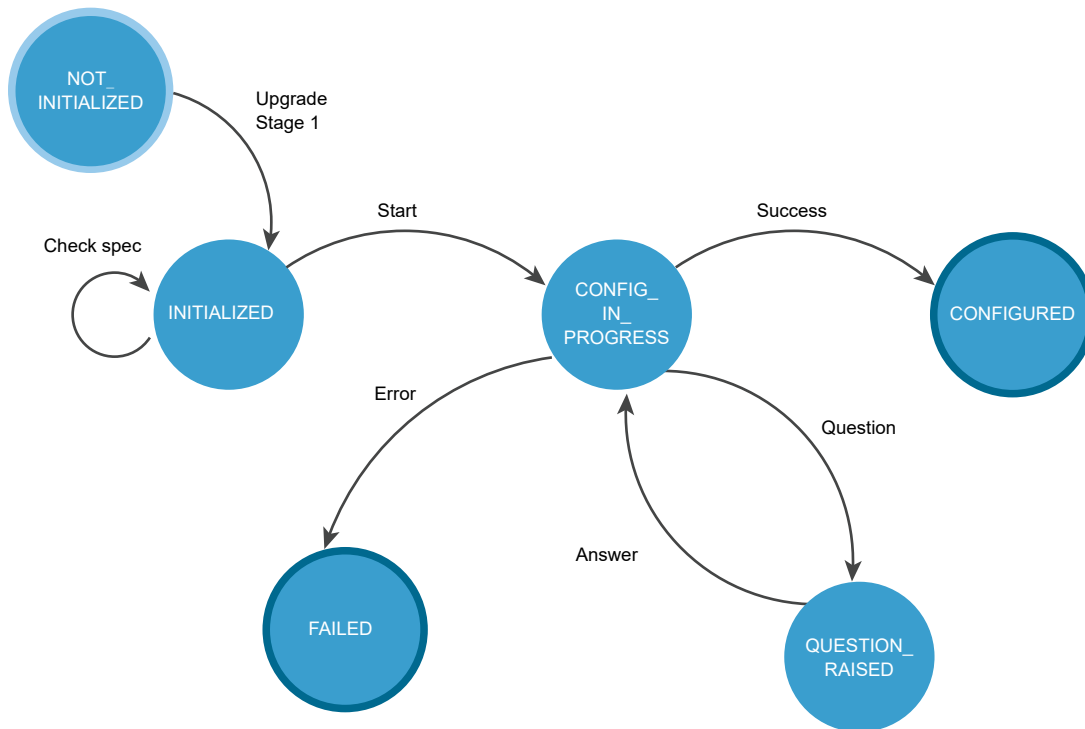 NOT_
INITIALIZED
Upgrade
Stage 1
Start
Success
Check spec
INITIALIZED
CONFIG_
IN_
PROGRESS
CONFIGURED
Error
Question
Answer
FAILED
QUESTION_
RAISED